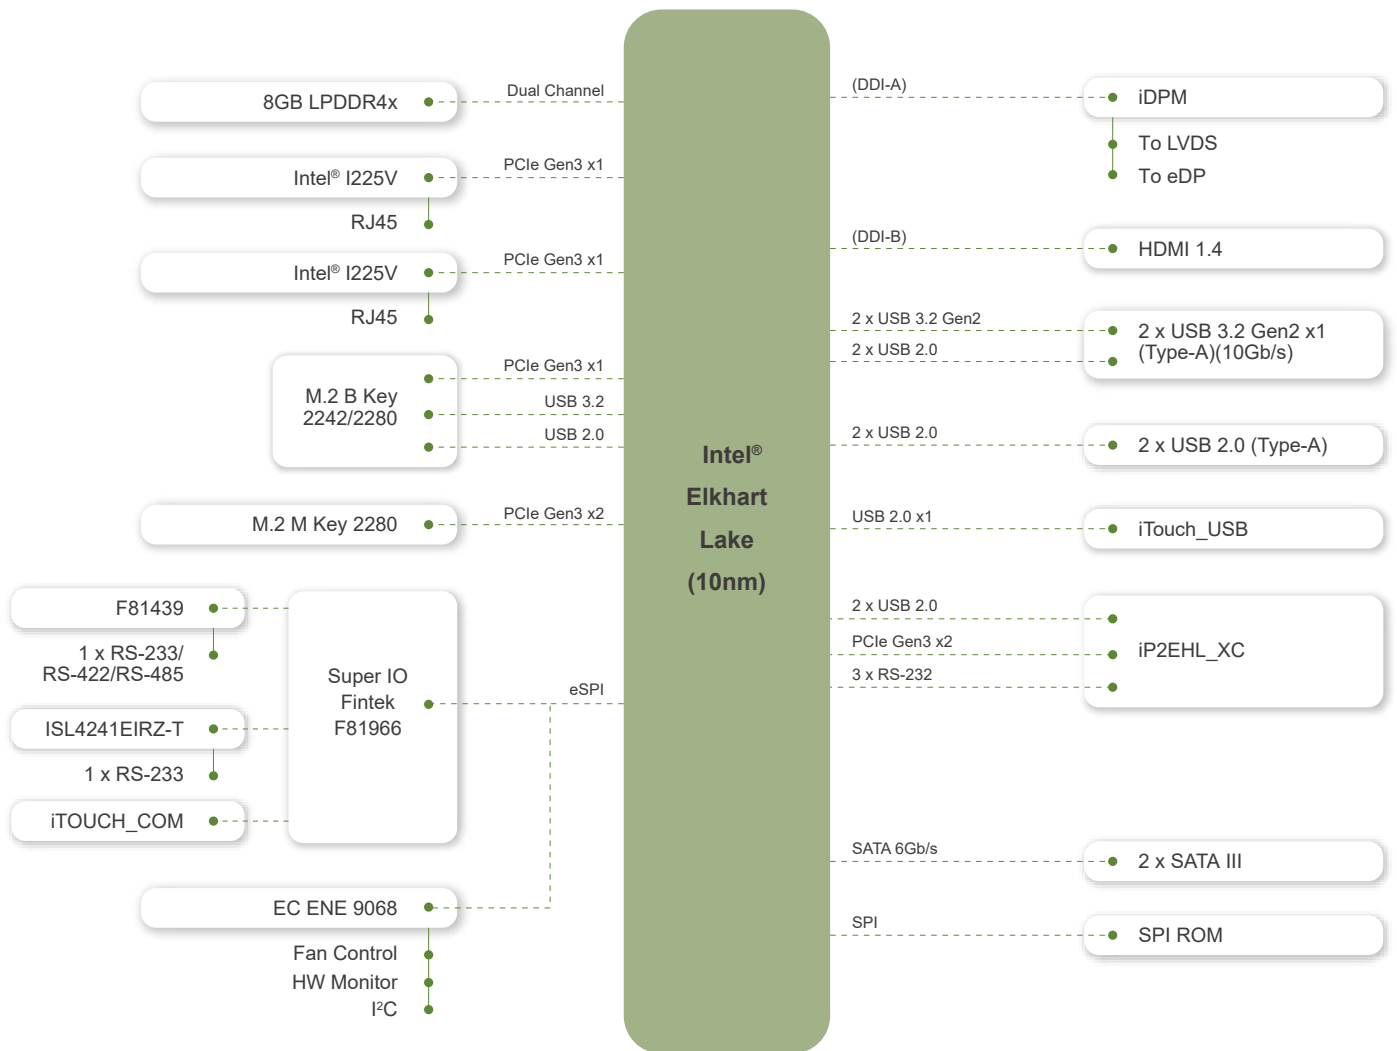 8GB LPDDR4x
Dual Channel
Intel® I225V
PCIe Gen3 x1
RJ45
Intel® I225V
PCIe Gen3 x1
RJ45
M.2 B Key
2242/2280
PCIe Gen3 x1
USB 3.2
USB 2.0
M.2 M Key 2280
PCIe Gen3 x2
F81439
1 x RS-233/
RS-422/RS-485
ISL4241EIRZ-T
1 x RS-233
iTOUCH_COM
Super IO
Fintek
F81966
eSPI
EC ENE 9068
Fan Control
HW Monitor
I²C
Intel®
Elkhart
Lake
(10nm)
(DDI-A)
iDPM
To LVDS
To eDP
(DDI-B)
HDMI 1.4
2 x USB 3.2 Gen2
2 x USB 2.0
2 x USB 3.2 Gen2 x1
(Type-A)(10Gb/s)
2 x USB 2.0
2 x USB 2.0 (Type-A)
USB 2.0 x1
iTouch_USB
2 x USB 2.0
PCIe Gen3 x2
3 x RS-232
iP2EHL_XC
SATA 6Gb/s
2 x SATA III
SPI
SPI ROM